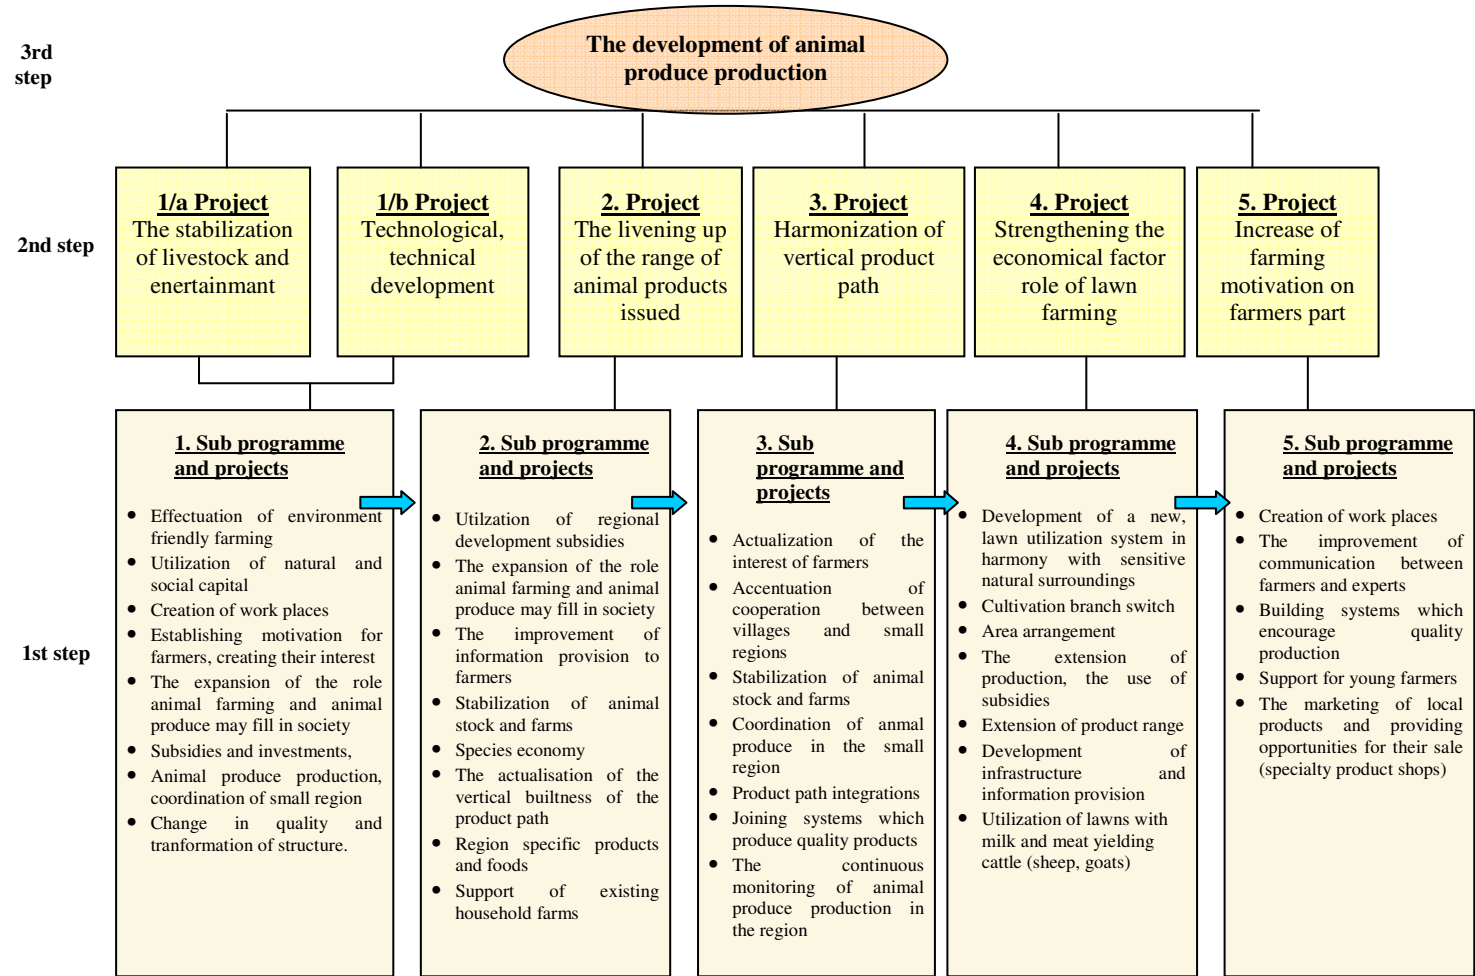 3rd
step
The development of animal
produce production
2nd step
1/a Project
The stabilization
of livestock and
enertainmant
1/b Project
Technological,
technical
development
2. Project
The livening up
of the range of
animal products
issued
3. Project
Harmonization of
vertical product
path
4. Project
Strengthening the
economical factor
role of lawn
farming
5. Project
Increase of
farming
motivation on
farmers part
1st step
1. Sub programme
and projects
• Effectuation of environment
friendly farming
• Utilization of natural and
social capital
• Creation of work places
• Establishing motivation for
farmers, creating their interest
• The expansion of the role
animal farming and animal
produce may fill in society
• Subsidies and investments,
• Animal produce production,
coordination of small region
• Change in quality and
tranformation of structure.
2. Sub programme
and projects
• Utilzation of regional
development subsidies
• The expansion of the role
animal farming and animal
produce may fill in society
• The improvement of
information provision to
farmers
• Stabilization of animal
stock and farms
• Species economy
• The actualisation of the
vertical builtness of the
product path
• Region specific products
and foods
• Support of existing
household farms
3. Sub
programme and
projects
• Actualization of the
interest of farmers
• Accentuation of
cooperation between
villages and small
regions
• Stabilization of animal
stock and farms
• Coordination of anmal
produce in the small
region
• Product path integrations
• Joining systems which
produce quality products
• The continuous
monitoring of animal
produce production in
the region
4. Sub programme
and projects
• Development of a new,
lawn utilization system in
harmony with sensitive
natural surroundings
• Cultivation branch switch
• Area arrangement
• The extension of
production, the use of
subsidies
• Extension of product range
• Development of
infrastructure and
information provision
• Utilization of lawns with
milk and meat yielding
cattle (sheep, goats)
5. Sub programme
and projects
• Creation of work places
• The improvement of
communication between
farmers and experts
• Building systems which
encourage quality
production
• Support for young farmers
• The marketing of local
products and providing
opportunities for their sale
(specialty product shops)